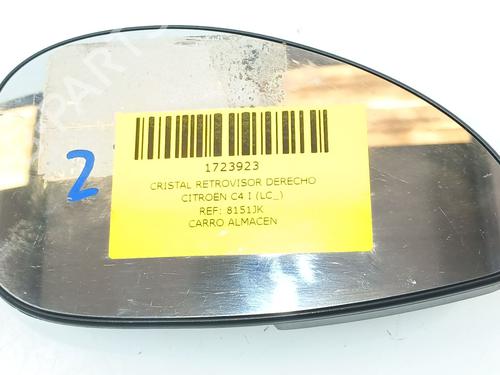 2
1723923
CRISTAL RETROVISOR DERECHO
CITROEN C4 I (LC_)
REF: 8151JK
CARRO ALMACEN